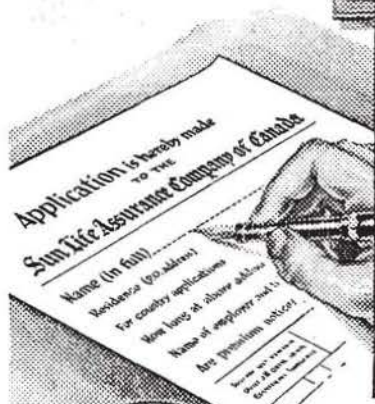 Application is hereby made
TO THE
Sun Life Assurance Company of Canada
Name (in full)
Residence (P.O. address)
For country applications
How long at above address
Name of employer and
Are premium notices